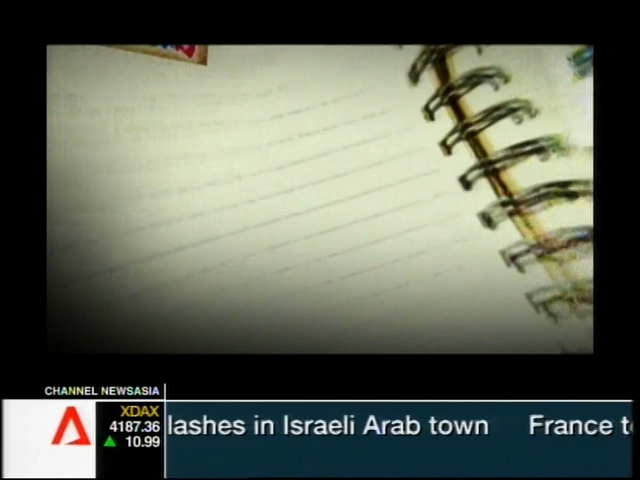 CHANNEL NEWSASIA
XDAX
4187.36
10.99
lashes in Israeli Arab town France t